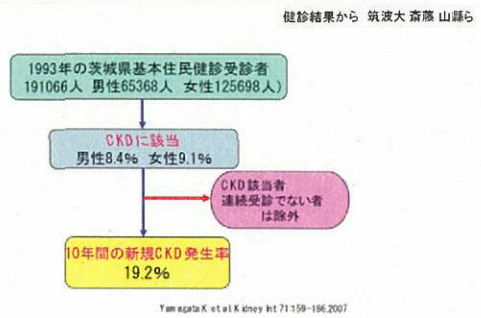 健診結果から 筑波大 斎藤 山縣ら
1993年の茨城県基本住民健診受診者
191066人 男性65368人 女性125698人)
CKDに該当
男性8.4% 女性9.1%
CKD該当者
連続受診でない者
は除外
10年間の新規CKD発生率
19.2%
Yamagata K et al Kidney Int 71:159-166,2007